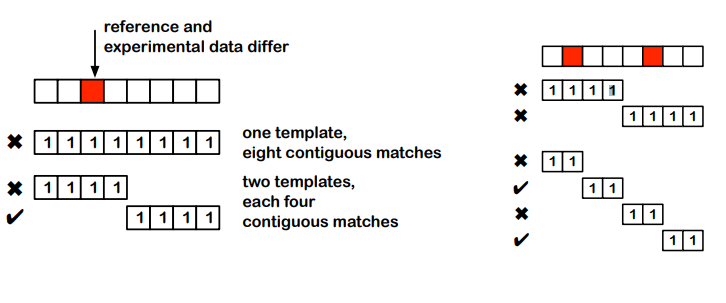 reference and
experimental data differ
✖ 1 1 1 1 1 1 1 1
one template,
eight contiguous matches
✖ 1 1 1 1
✔ 1 1 1 1
two templates,
each four
contiguous matches
✖ 1 1 1 1
✖ 1 1 1 1
✖ 1 1
✔ 1 1
✖ 1 1
✔ 1 1